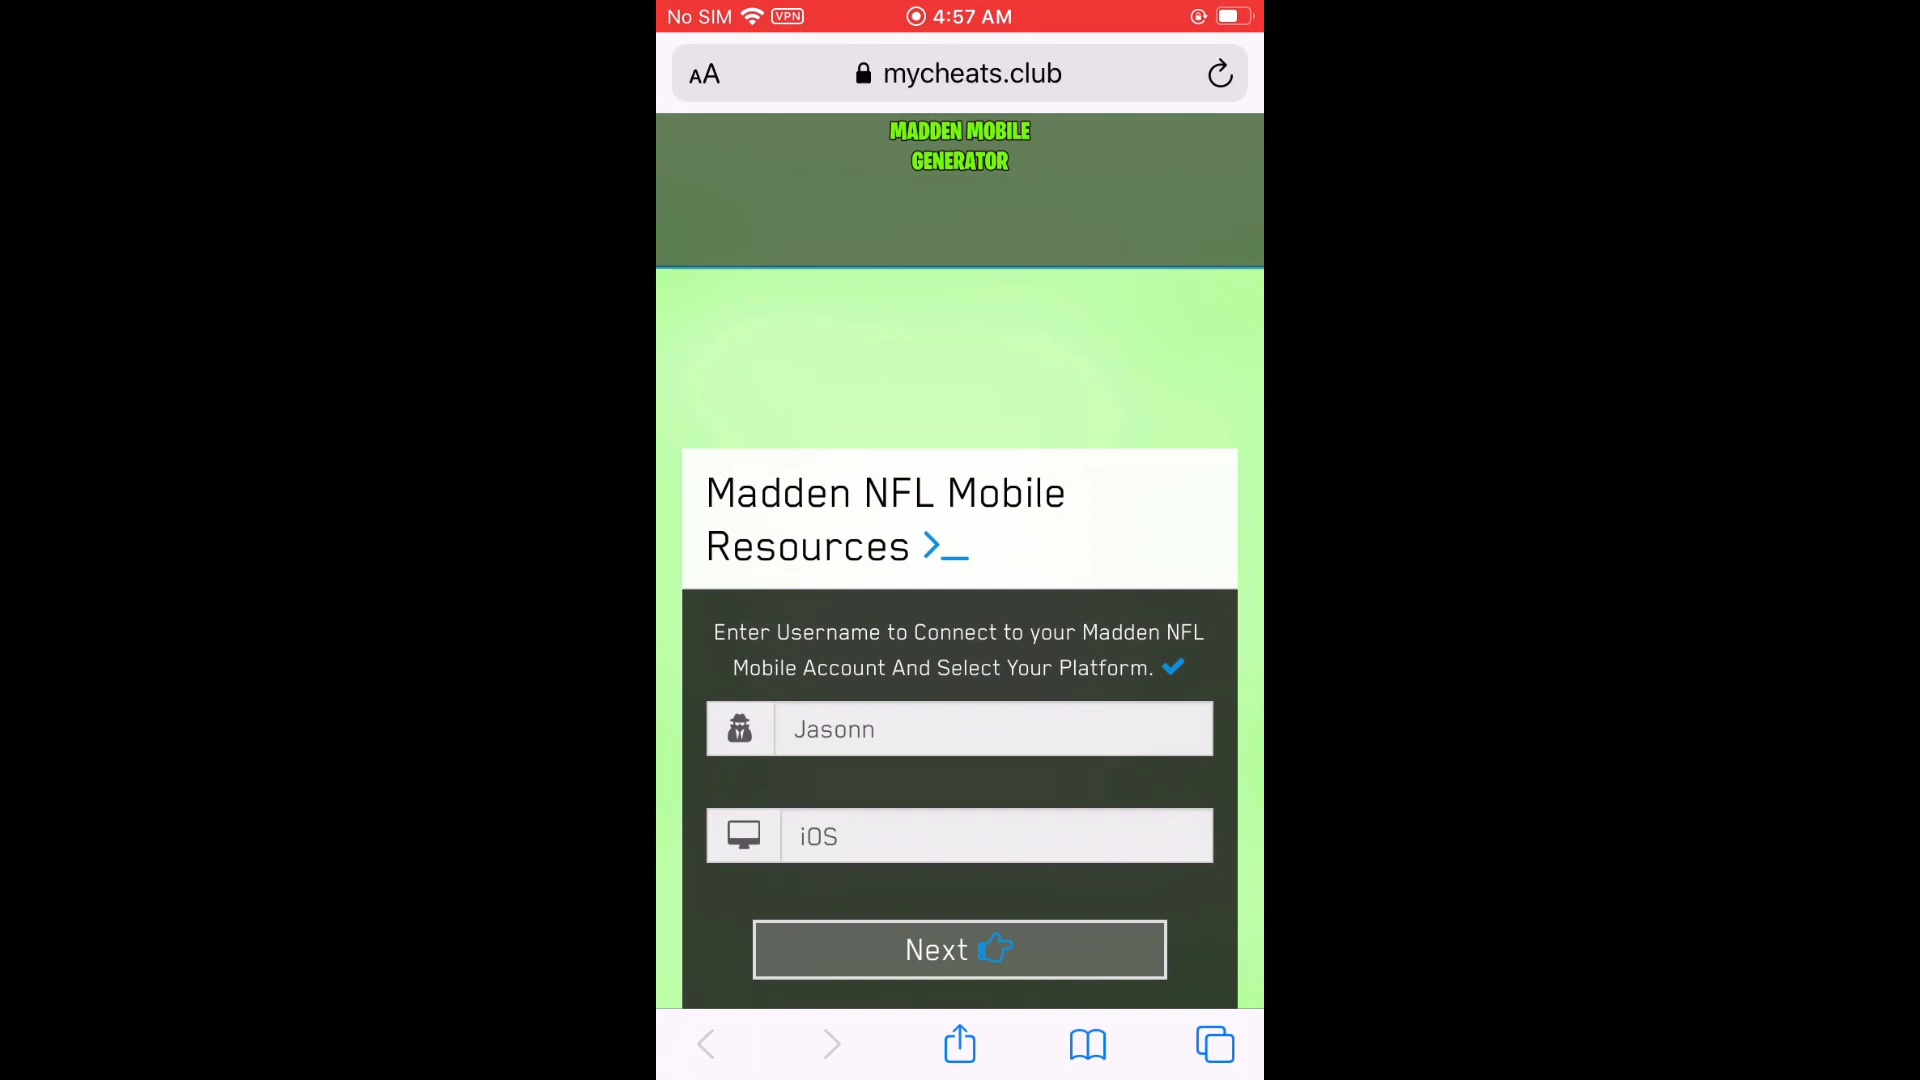 No SIM VPN 4:57 AM
AA mycheats.club
MADDEN MOBILE
GENERATOR
Madden NFL Mobile
Resources >_
Enter Username to Connect to your Madden NFL
Mobile Account And Select Your Platform.
Jasonn
iOS
Next